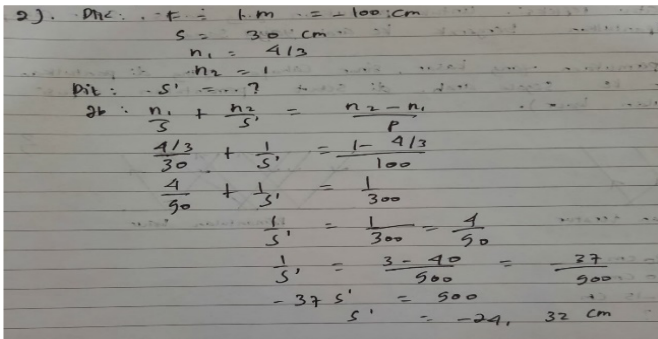 2). Dik : r = 1 m = -100 cm
s = 30 cm
n₁ = 4/3
n₂ = 1
Dit : s' = ... ?
Jb : n₁/s + n₂/s' = n₂ - n₁/R
4/3/30 + 1/s' = 1 - 4/3/100
4/90 + 1/s' = 1/300
1/s' = 1/300 - 4/90
1/s' = 3 - 40/900 = -37/900
-37 s' = 900
s' = -24,32 cm